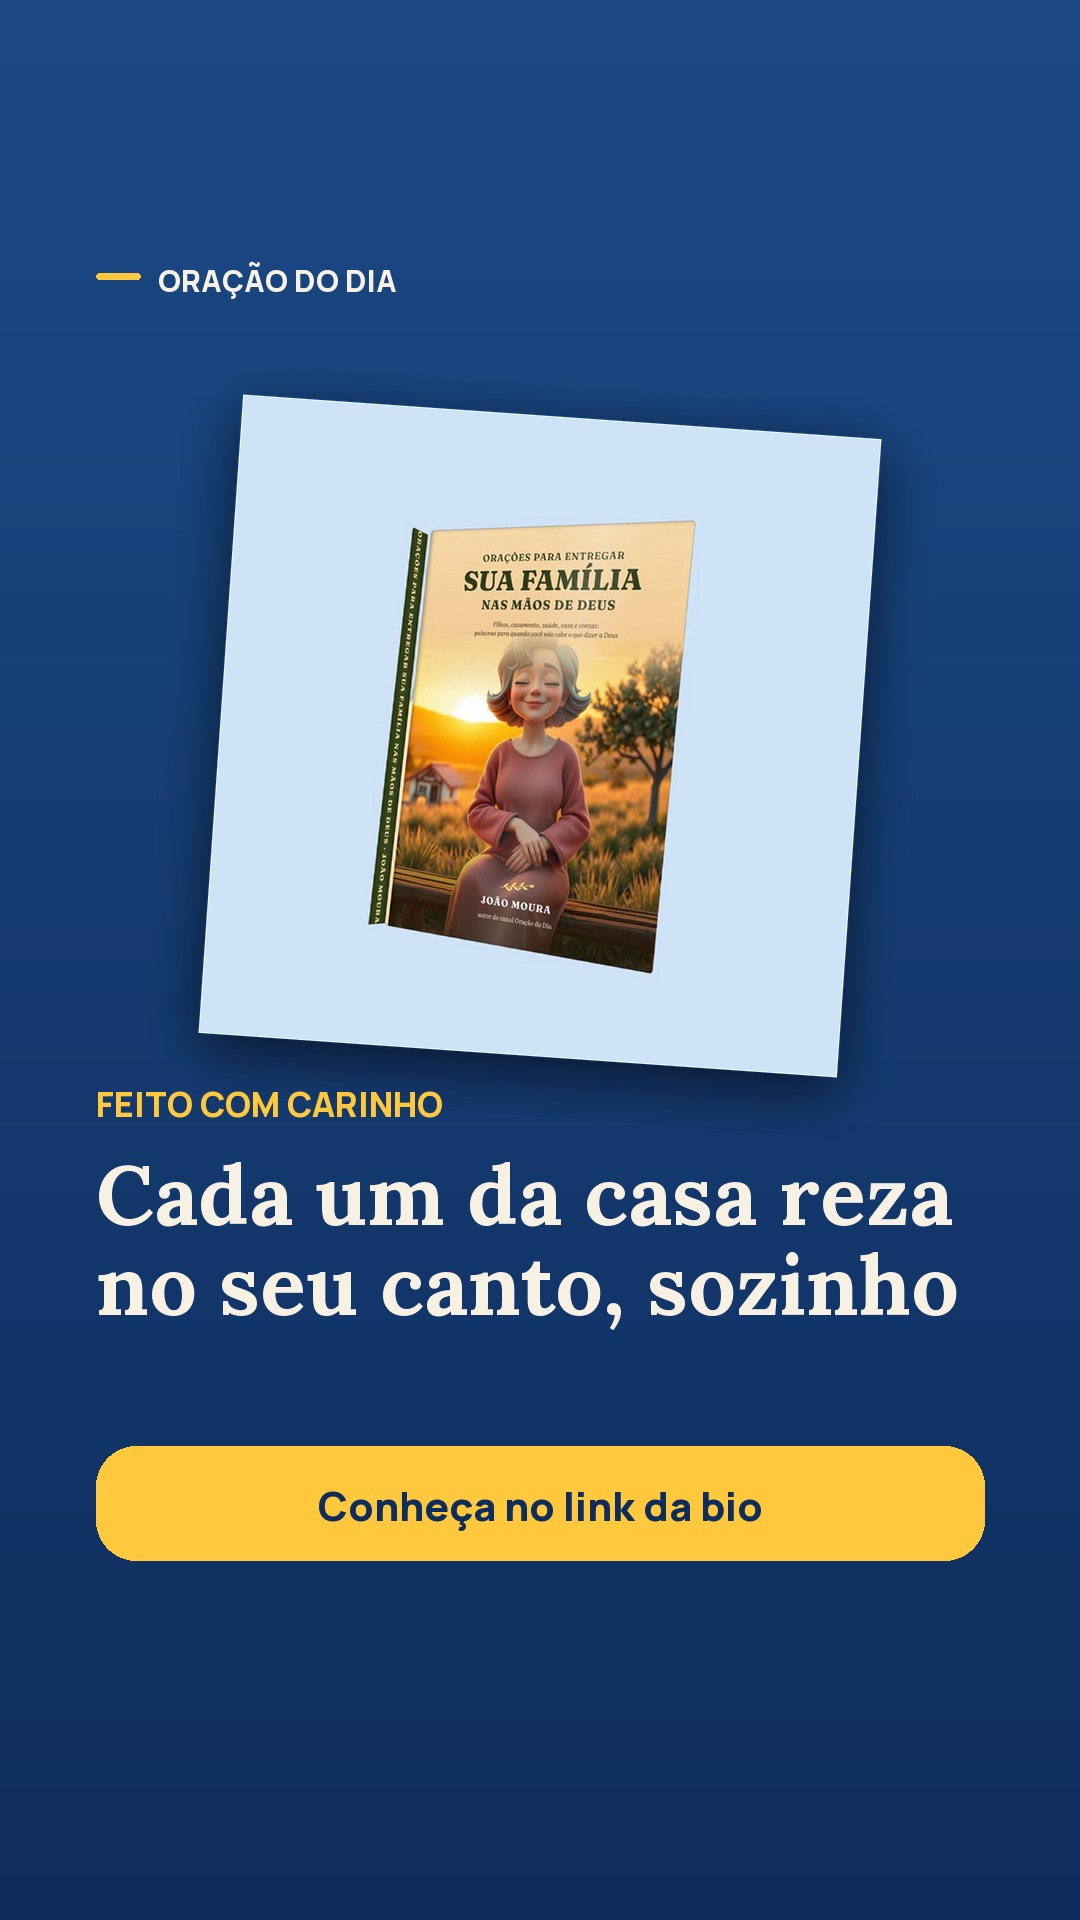 ORAÇÃO DO DIA
ORAÇÕES PARA ENTREGAR
SUA FAMÍLIA
NAS MÃOS DE DEUS
Filhos, casamento, saúde, casa e contas:
palavras para quando você não sabe o que dizer a Deus
ORAÇÕES PARA ENTREGAR SUA FAMÍLIA NAS MÃOS DE DEUS · JOÃO MOURA
JOÃO MOURA
autor do canal Oração do Dia
FEITO COM CARINHO
Cada um da casa reza
no seu canto, sozinho
Conheça no link da bio